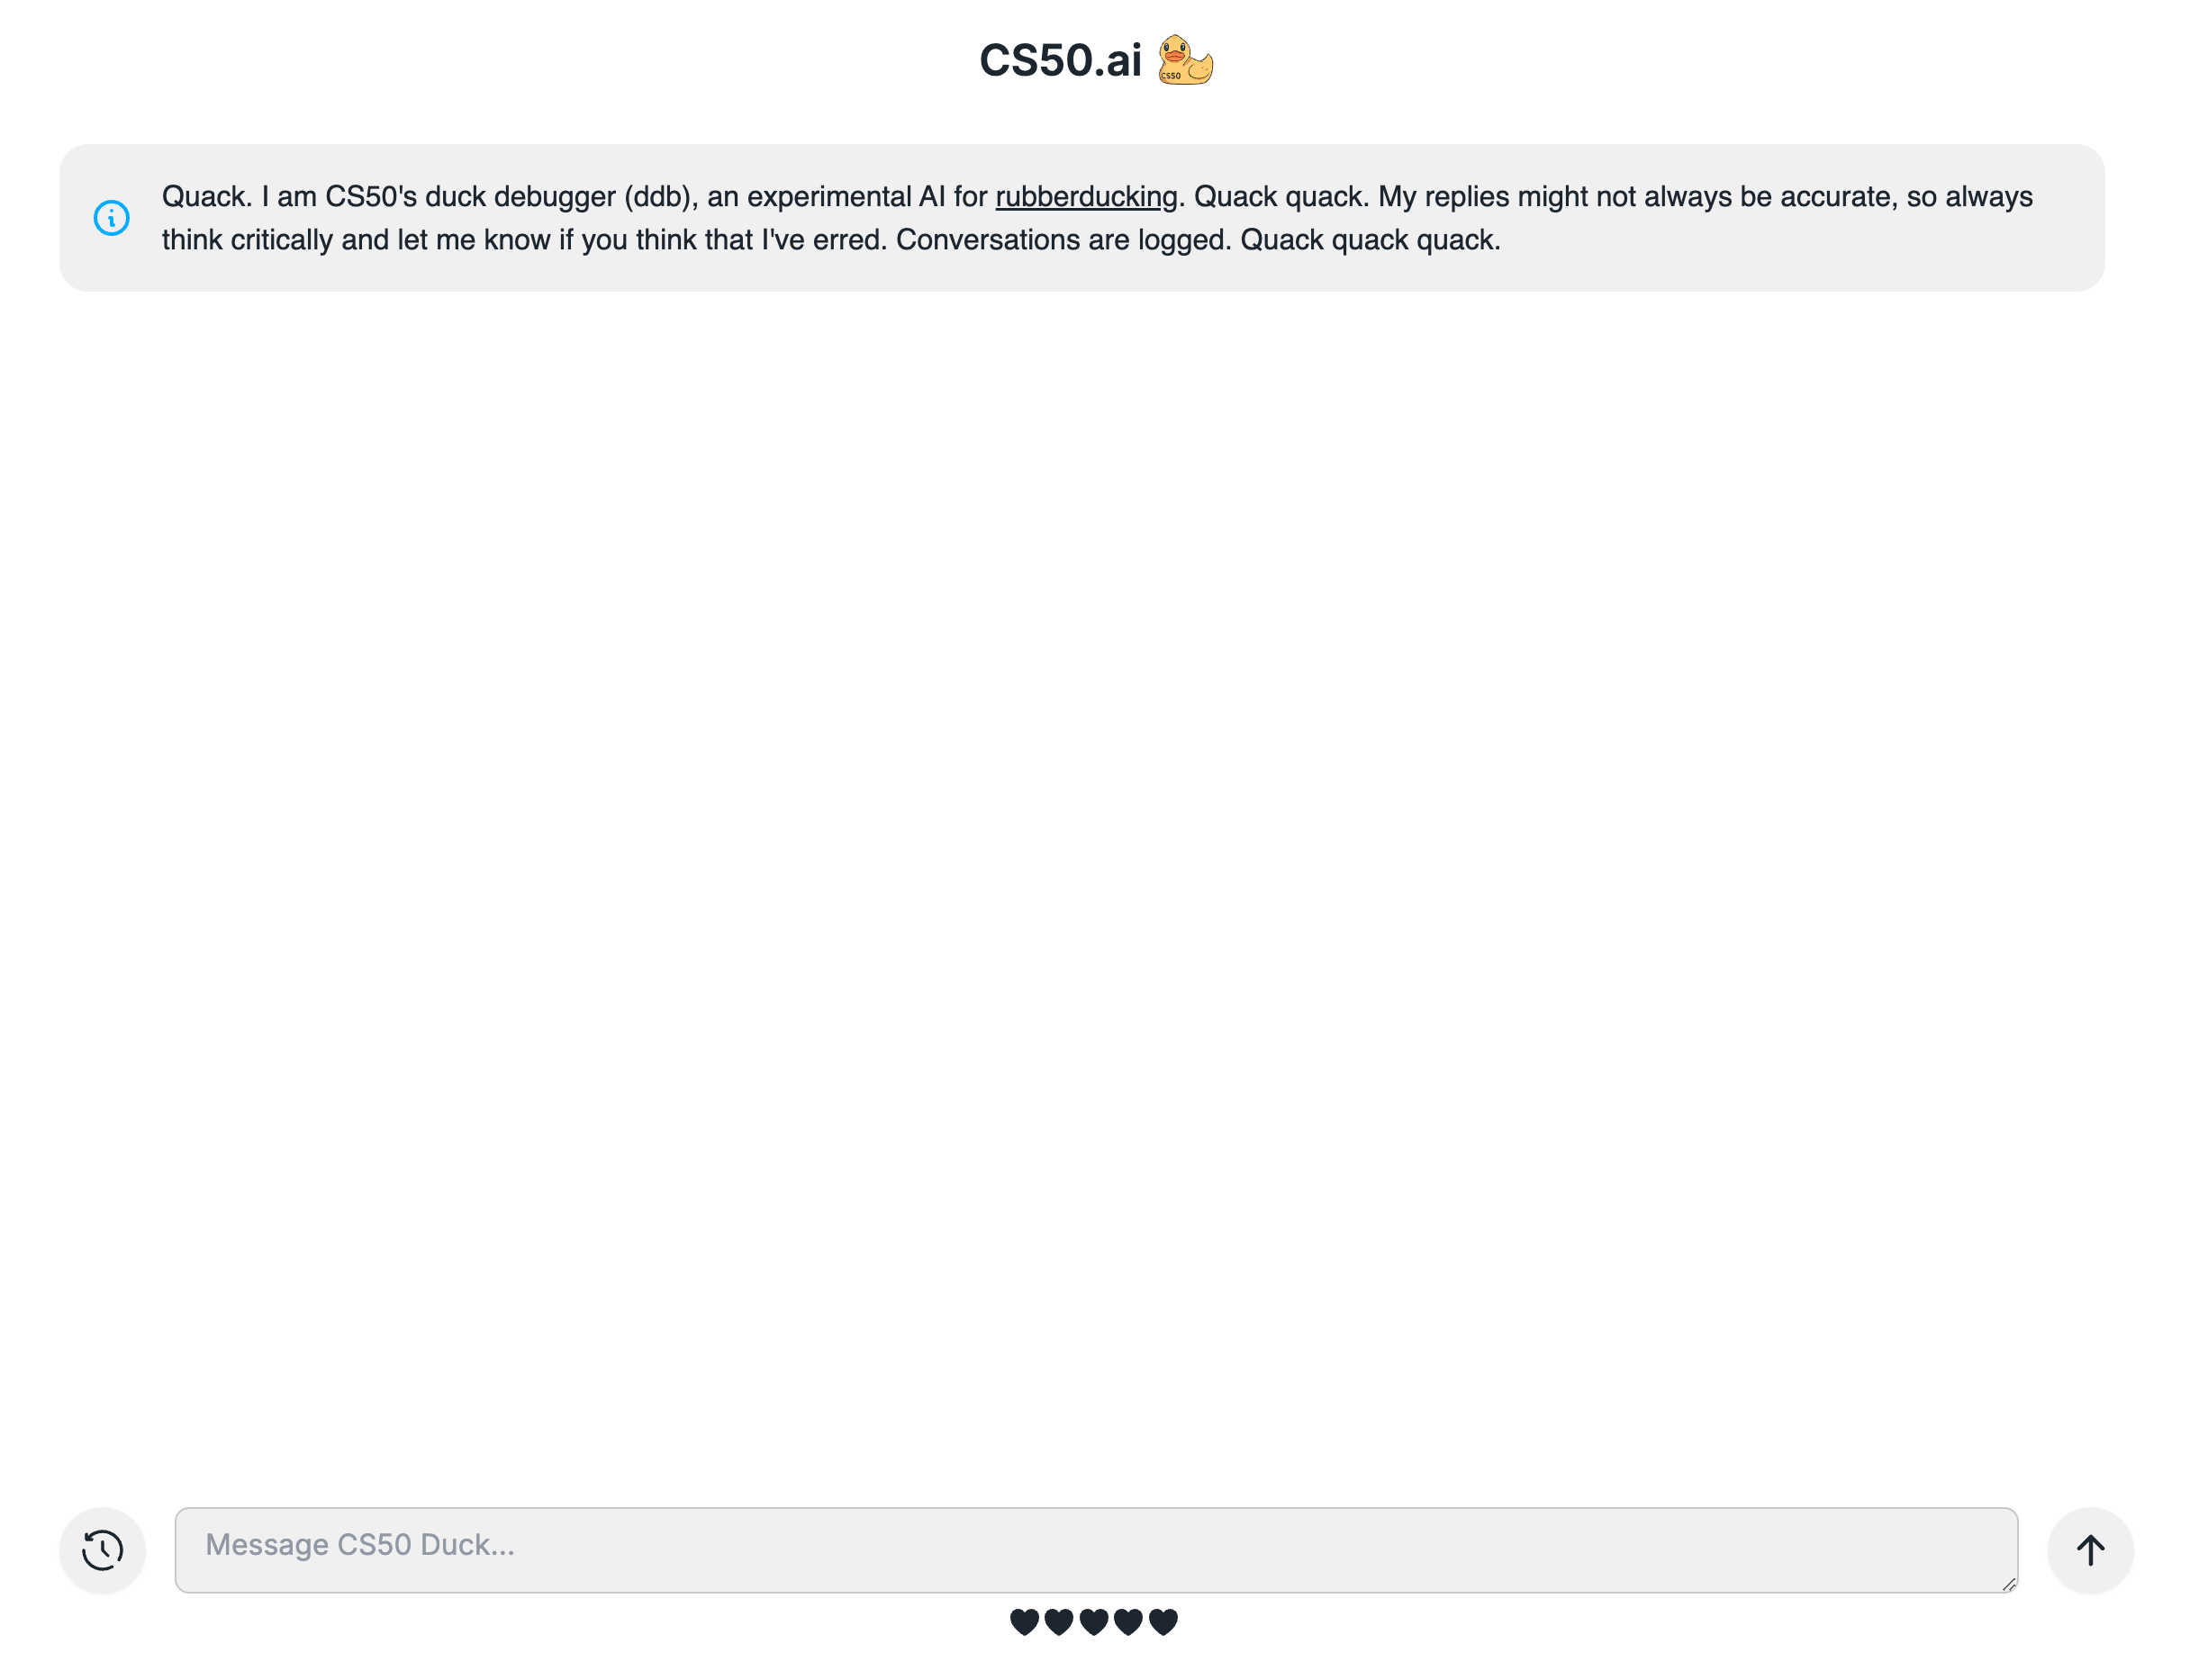 CS50.ai
CS50
Quack. I am CS50's duck debugger (ddb), an experimental AI for rubberducking. Quack quack. My replies might not always be accurate, so always
think critically and let me know if you think that I've erred. Conversations are logged. Quack quack quack.
Message CS50 Duck...